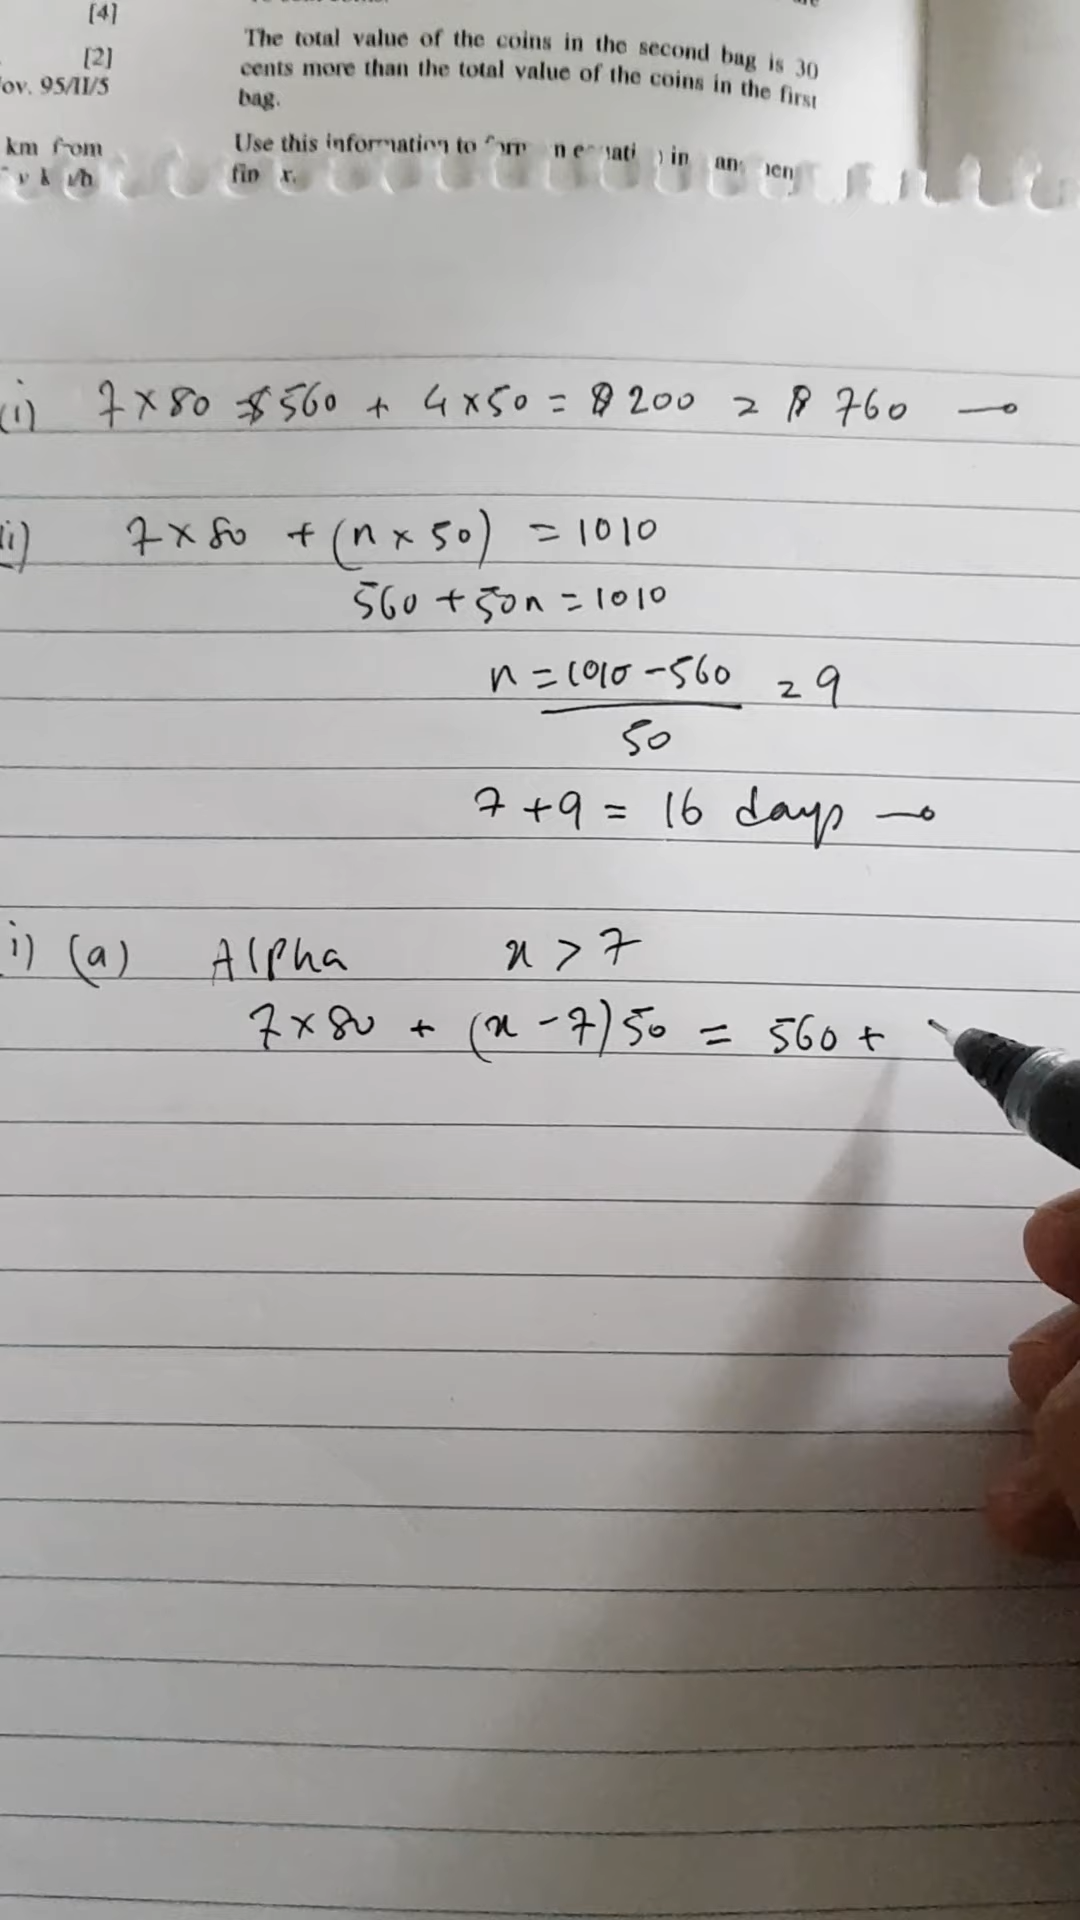 [4]
[2]
ov. 95/II/5
km from
The total value of the coins in the second bag is 30
cents more than the total value of the coins in the first
bag.
Use this information to in
x.
(i) 7 × 80 = $560 + 4 × 50 = $ 200 = $ 760
i) 7 × 80 + (n × 50) = 1010
560 + 50n = 1010
n = 1010 - 560 = 9
50
7 + 9 = 16 days
i) (a) Alpha x > 7
7 × 80 + (x - 7) 50 = 560 +